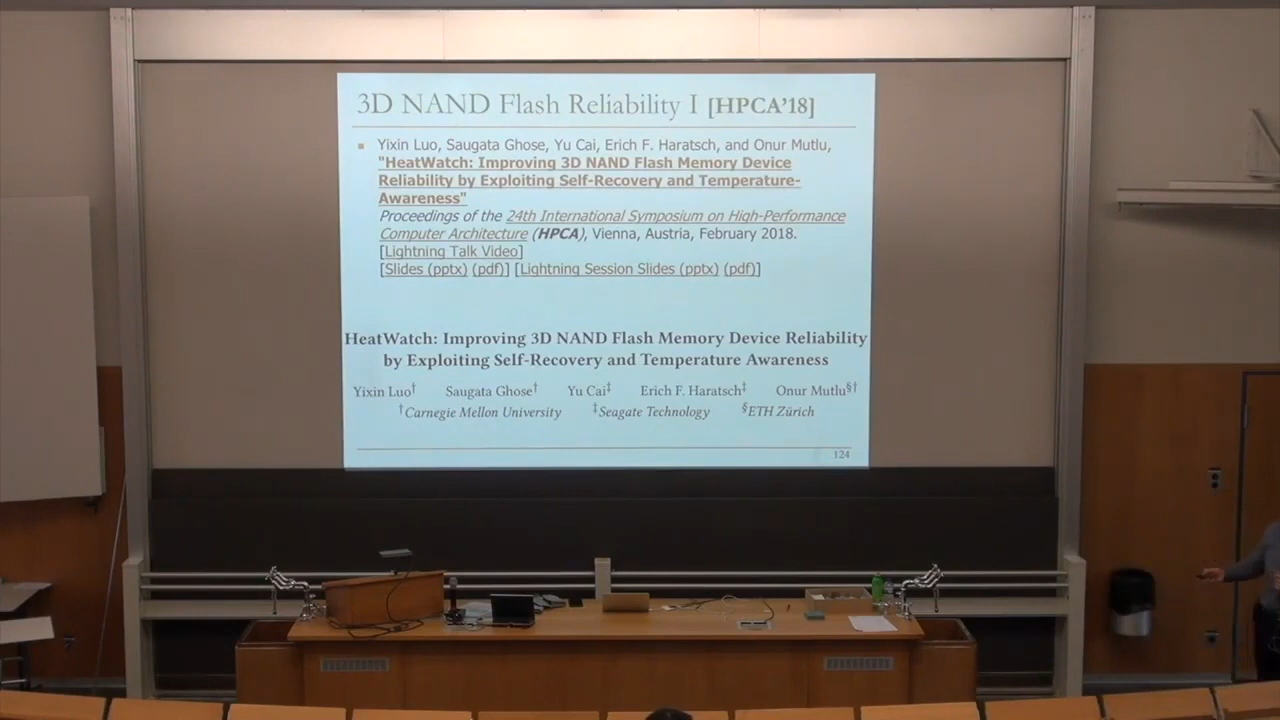 3D NAND Flash Reliability I [HPCA'18]
Yixin Luo, Saugata Ghose, Yu Cai, Erich F. Haratsch, and Onur Mutlu,
"HeatWatch: Improving 3D NAND Flash Memory Device
Reliability by Exploiting Self-Recovery and Temperature-
Awareness"
Proceedings of the 24th International Symposium on High-Performance
Computer Architecture (HPCA), Vienna, Austria, February 2018.
[Lightning Talk Video]
[Slides (pptx) (pdf)] [Lightning Session Slides (pptx) (pdf)]
HeatWatch: Improving 3D NAND Flash Memory Device Reliability
by Exploiting Self-Recovery and Temperature Awareness
Yixin Luo† Saugata Ghose† Yu Cai‡ Erich F. Haratsch‡ Onur Mutlu§†
†Carnegie Mellon University ‡Seagate Technology §ETH Zürich
124